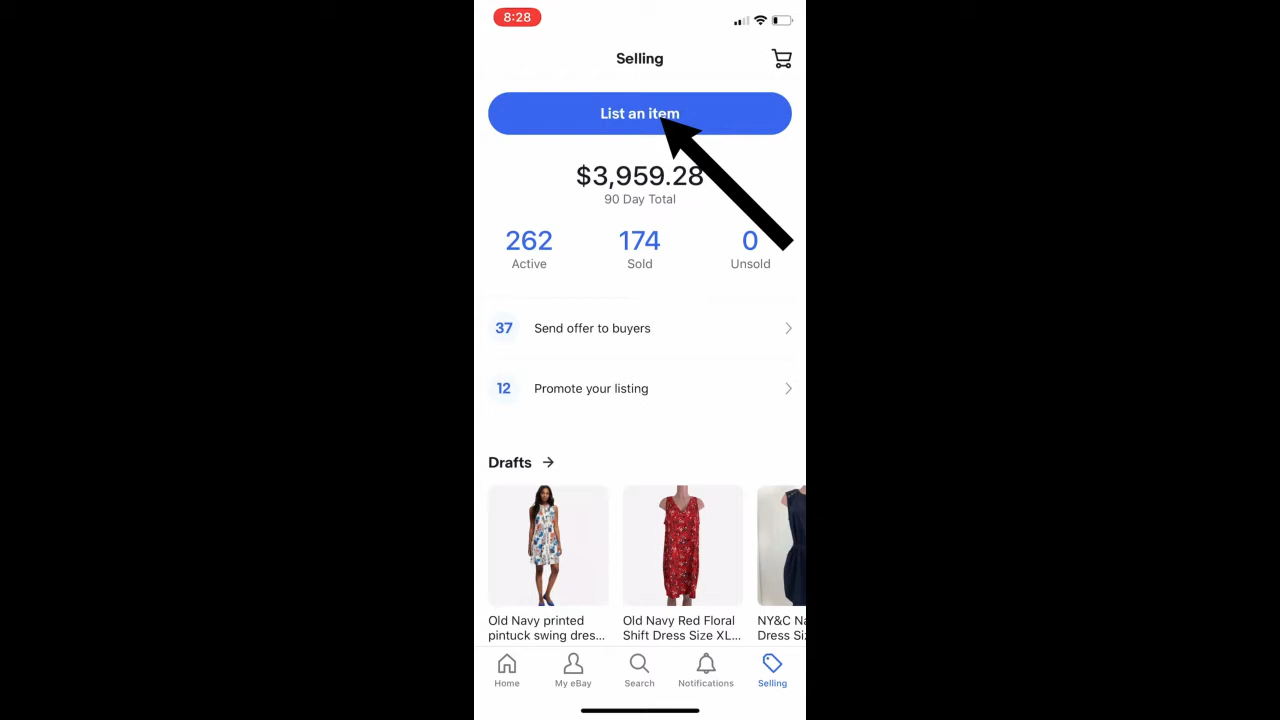 8:28
Selling
List an item
$3,959.28
90 Day Total
262 174 0
Active Sold Unsold
37 Send offer to buyers
12 Promote your listing
Drafts →
Old Navy printed
pintuck swing dres...
Old Navy Red Floral
Shift Dress Size XL...
NY&C
Dress
Home My eBay Search Notifications Selling